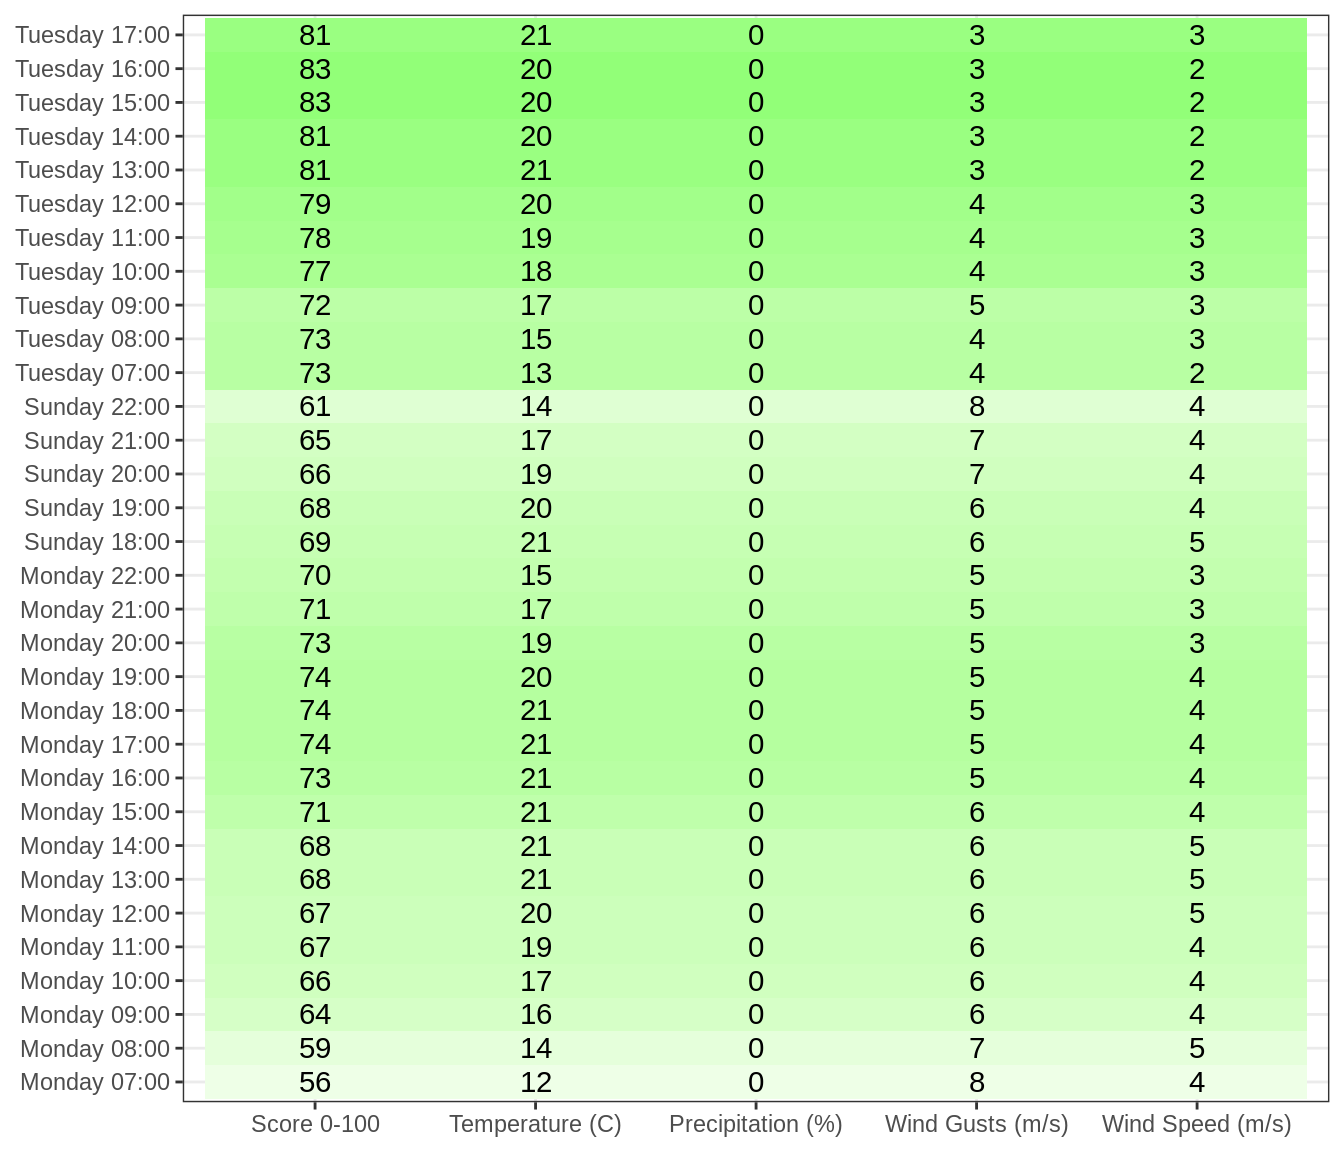 Tuesday 17:00 81 21 0 3 3
Tuesday 16:00 83 20 0 3 2
Tuesday 15:00 83 20 0 3 2
Tuesday 14:00 81 20 0 3 2
Tuesday 13:00 81 21 0 3 2
Tuesday 12:00 79 20 0 4 3
Tuesday 11:00 78 19 0 4 3
Tuesday 10:00 77 18 0 4 3
Tuesday 09:00 72 17 0 5 3
Tuesday 08:00 73 15 0 4 3
Tuesday 07:00 73 13 0 4 2
Sunday 22:00 61 14 0 8 4
Sunday 21:00 65 17 0 7 4
Sunday 20:00 66 19 0 7 4
Sunday 19:00 68 20 0 6 4
Sunday 18:00 69 21 0 6 5
Monday 22:00 70 15 0 5 3
Monday 21:00 71 17 0 5 3
Monday 20:00 73 19 0 5 3
Monday 19:00 74 20 0 5 4
Monday 18:00 74 21 0 5 4
Monday 17:00 74 21 0 5 4
Monday 16:00 73 21 0 5 4
Monday 15:00 71 21 0 6 4
Monday 14:00 68 21 0 6 5
Monday 13:00 68 21 0 6 5
Monday 12:00 67 20 0 6 5
Monday 11:00 67 19 0 6 4
Monday 10:00 66 17 0 6 4
Monday 09:00 64 16 0 6 4
Monday 08:00 59 14 0 7 5
Monday 07:00 56 12 0 8 4
Score 0-100 Temperature (C) Precipitation (%) Wind Gusts (m/s) Wind Speed (m/s)